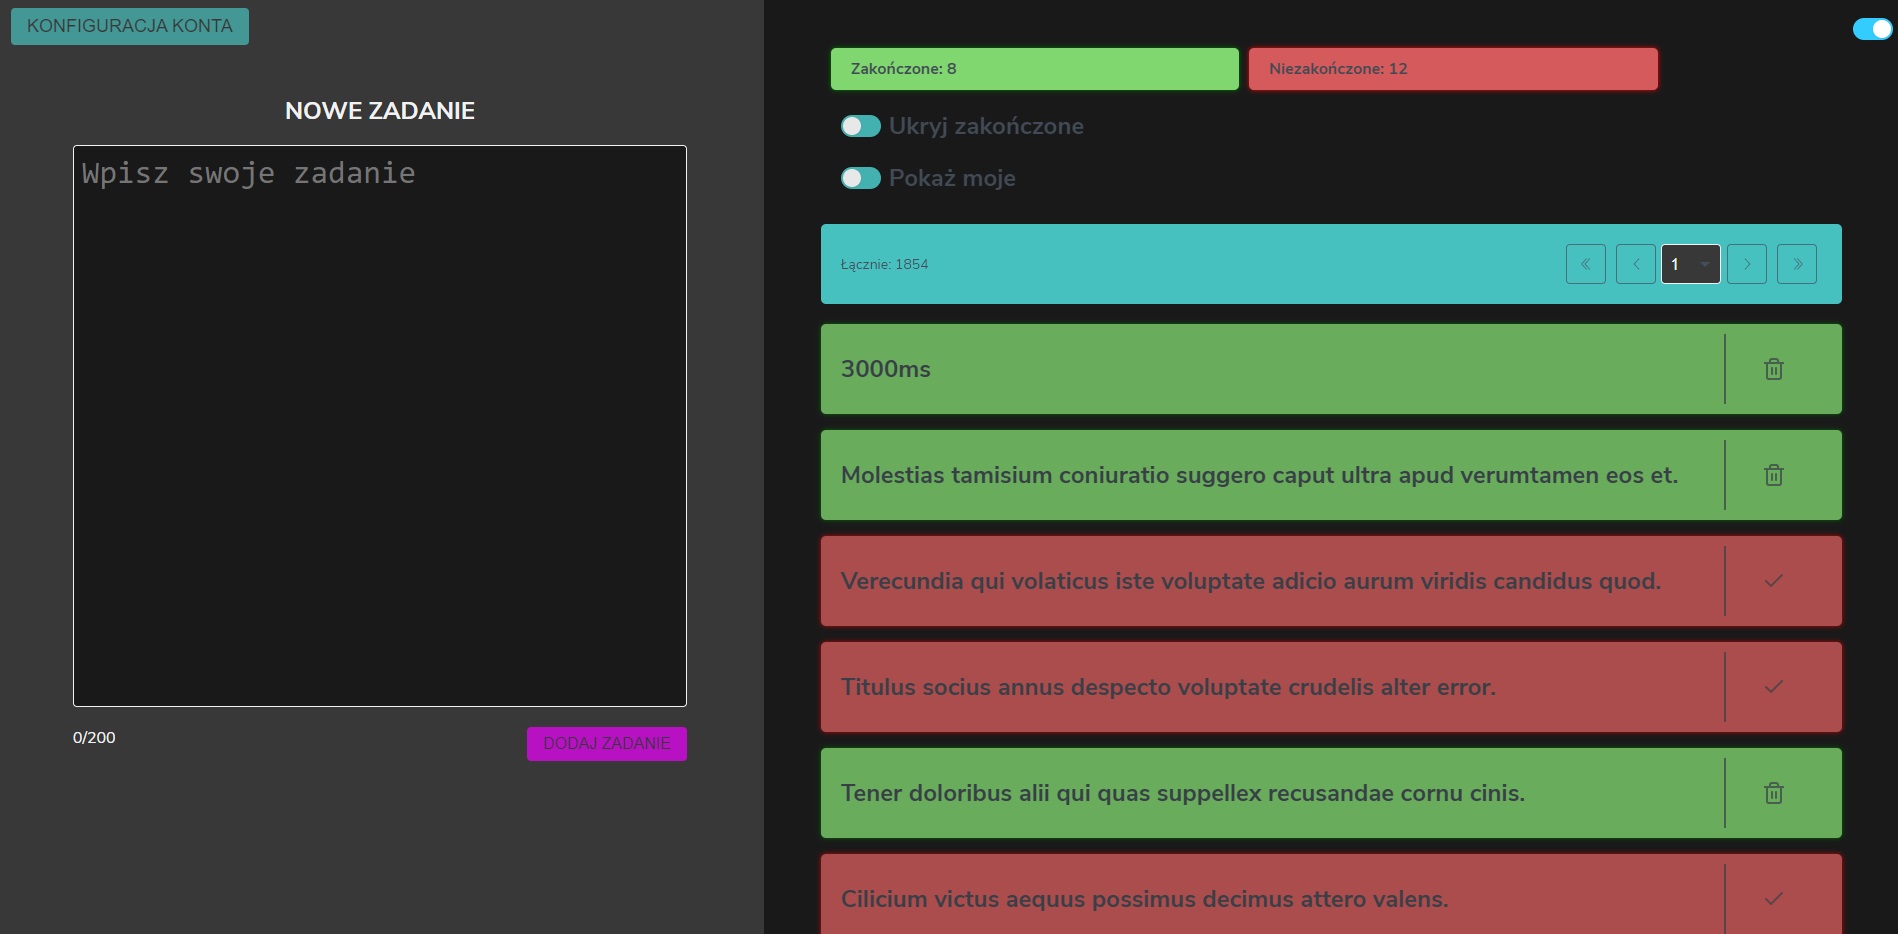 KONFIGURACJA KONTA
NOWE ZADANIE
Wpisz swoje zadanie
0/200
DODAJ ZADANIE
Zakończone: 8
Niezakończone: 12
Ukryj zakończone
Pokaż moje
Łącznie: 1854
1
3000ms
Molestias tamisium coniuratio suggero caput ultra apud verumtamen eos et.
Verecundia qui volaticus iste voluptate adicio aurum viridis candidus quod.
Titulus socius annus despecto voluptate crudelis alter error.
Tener doloribus alii qui quas suppellex recusandae cornu cinis.
Cilicium victus aequus possimus decimus attero valens.